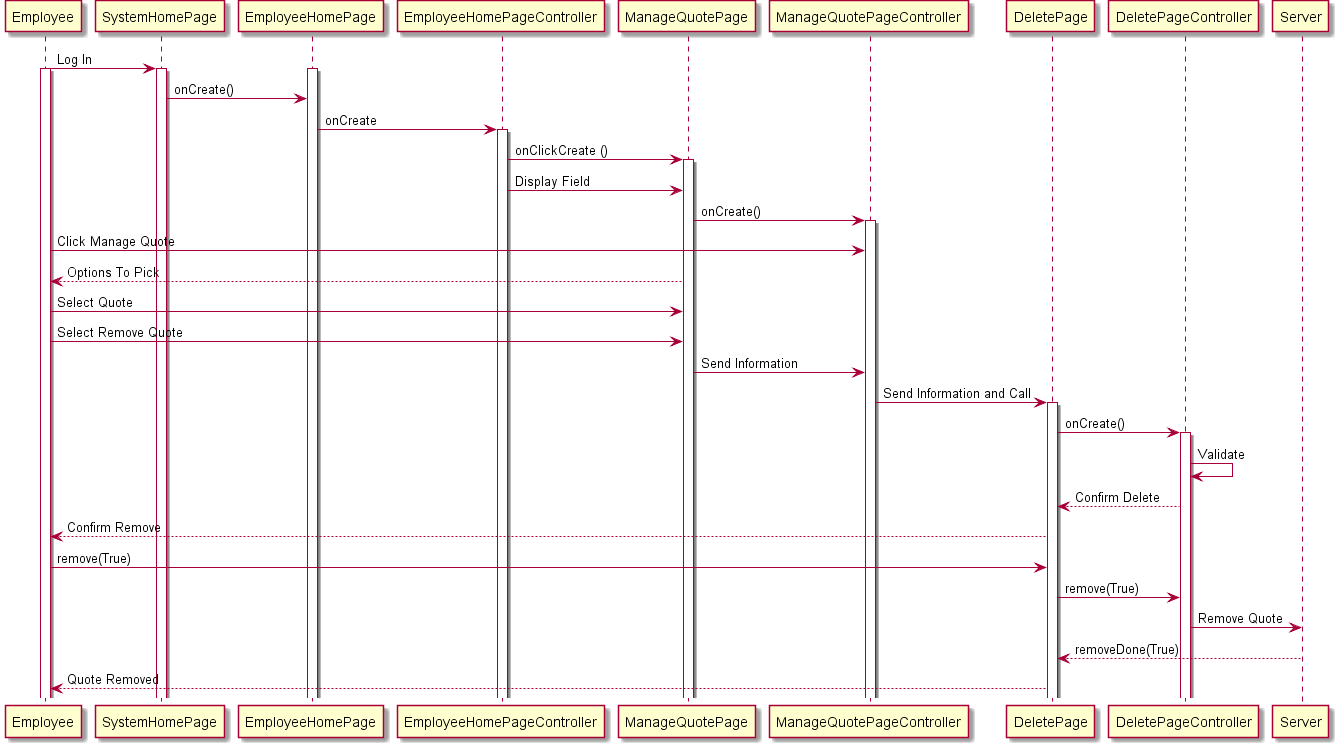 Employee SystemHomePage EmployeeHomePage EmployeeHomePageController ManageQuotePage ManageQuotePageController DeletePage DeletePageController Server
Log In
onCreate()
onCreate
onClickCreate ()
Display Field
onCreate()
Click Manage Quote
Options To Pick
Select Quote
Select Remove Quote
Send Information
Send Information and Call
onCreate()
Validate
Confirm Delete
Confirm Remove
remove(True)
remove(True)
Remove Quote
removeDone(True)
Quote Removed
Employee SystemHomePage EmployeeHomePage EmployeeHomePageController ManageQuotePage ManageQuotePageController DeletePage DeletePageController Server